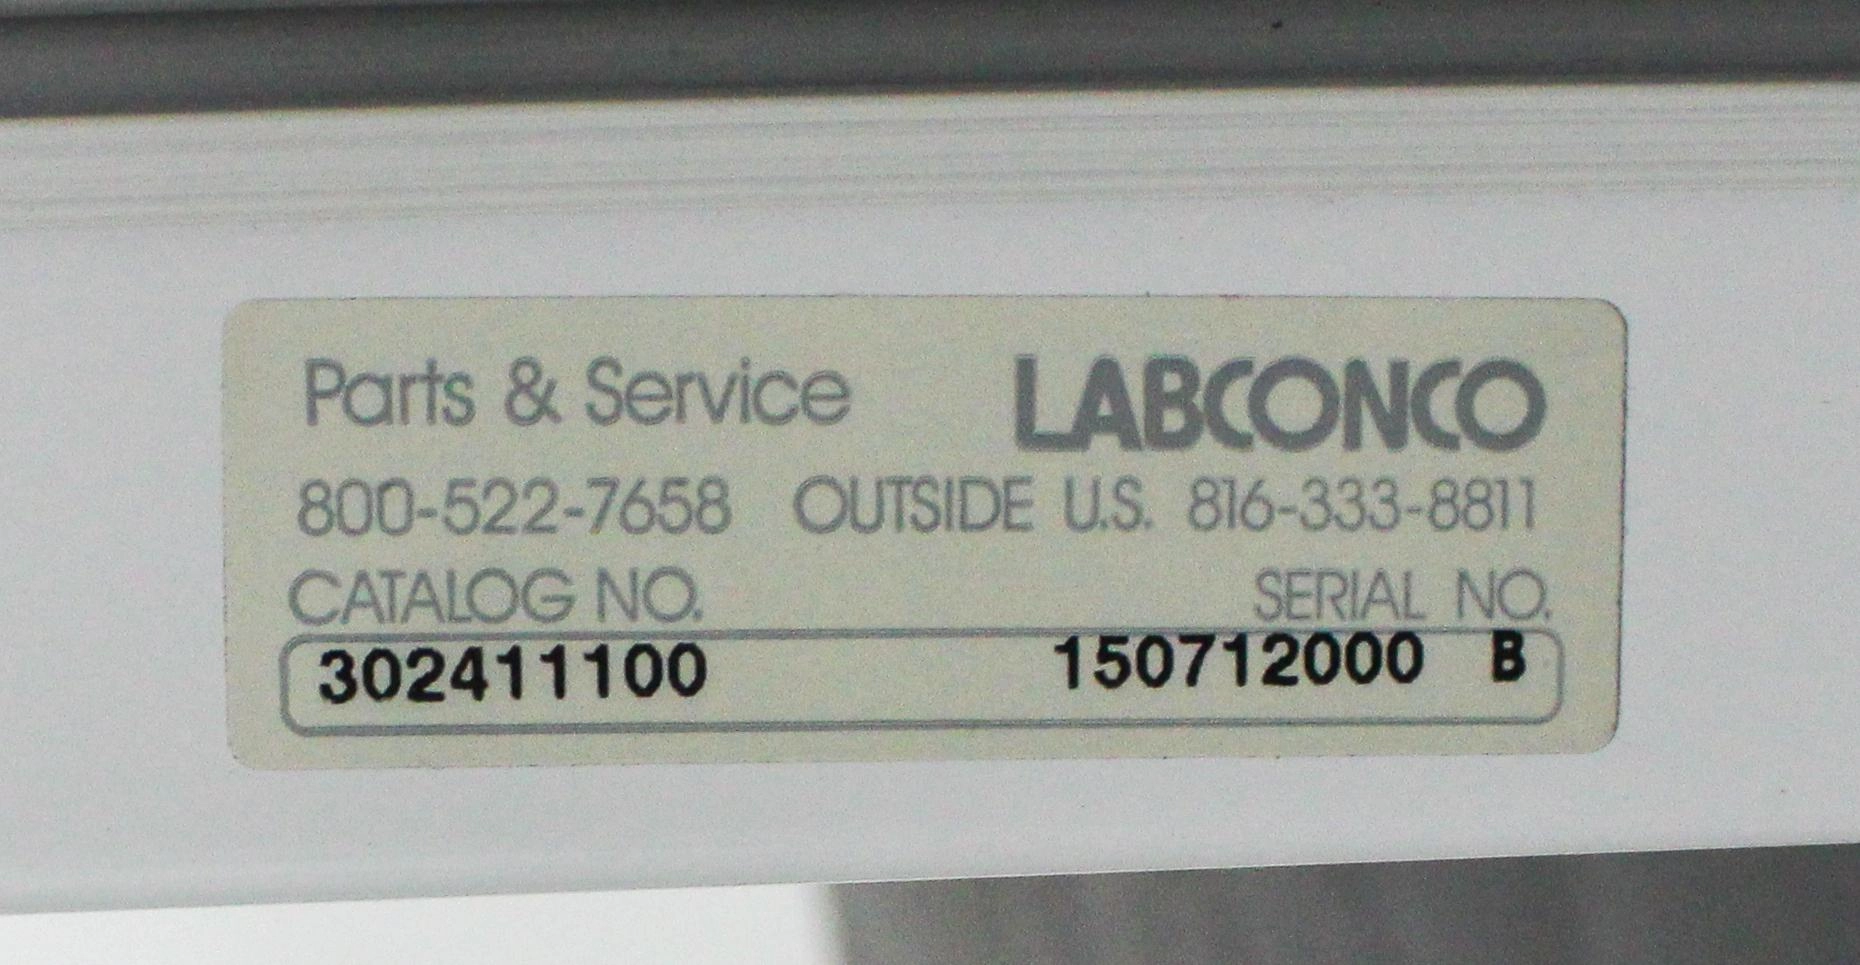 Parts & Service LABCONCO
800-522-7658 OUTSIDE U.S. 816-333-8811
CATALOG NO. SERIAL NO.
302411100 150712000 B